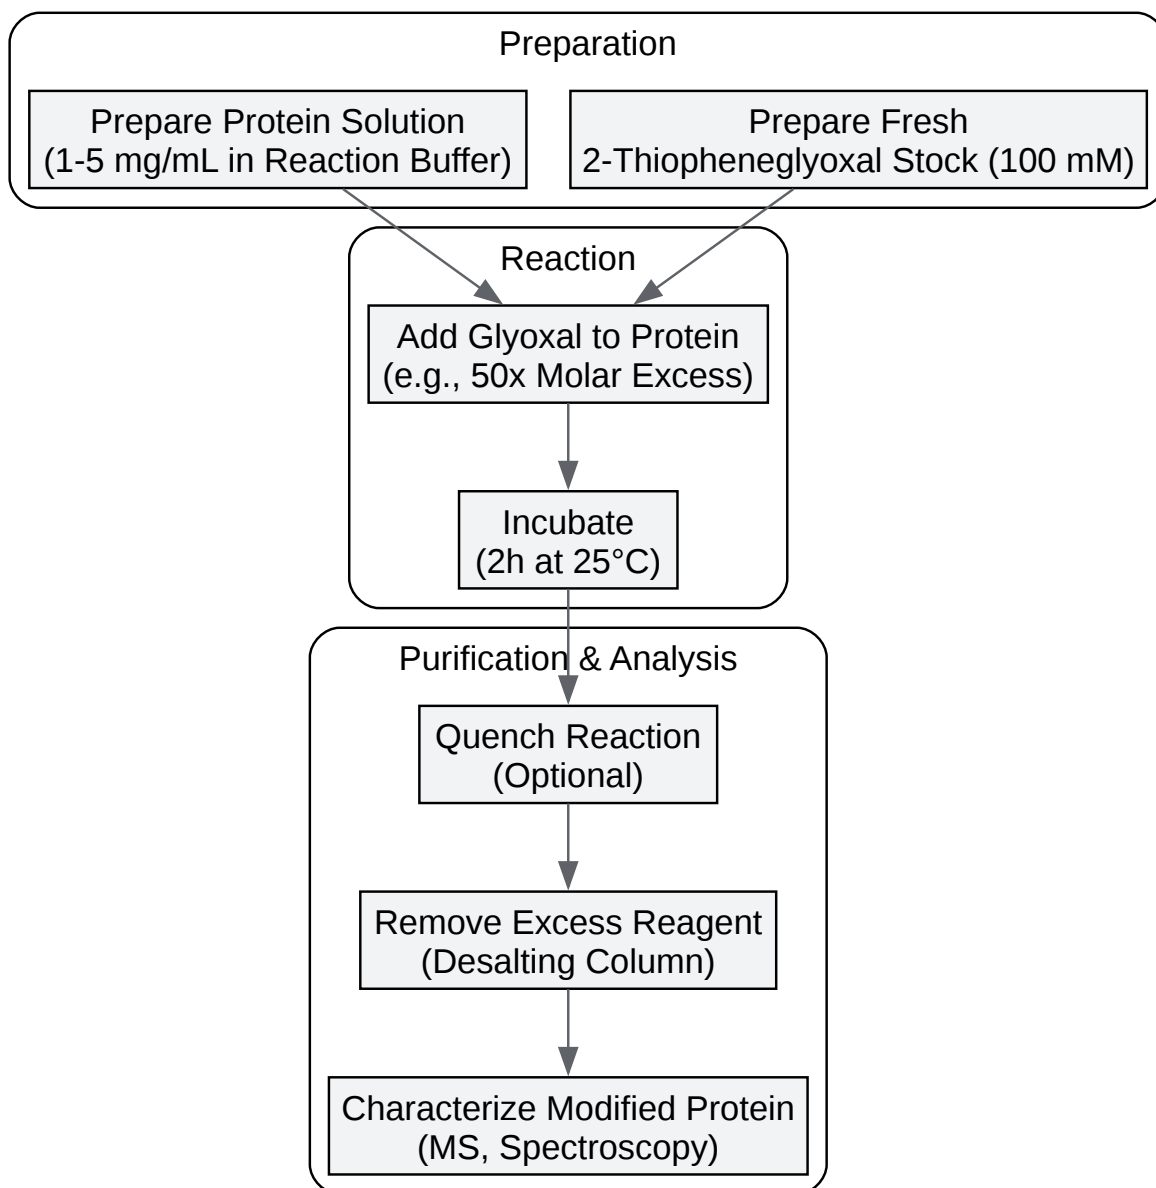 Preparation
Prepare Protein Solution
(1-5 mg/mL in Reaction Buffer)
Prepare Fresh
2-Thiopheneglyoxal Stock (100 mM)
Reaction
Add Glyoxal to Protein
(e.g., 50x Molar Excess)
Incubate
(2h at 25°C)
Purification & Analysis
Quench Reaction
(Optional)
Remove Excess Reagent
(Desalting Column)
Characterize Modified Protein
(MS, Spectroscopy)